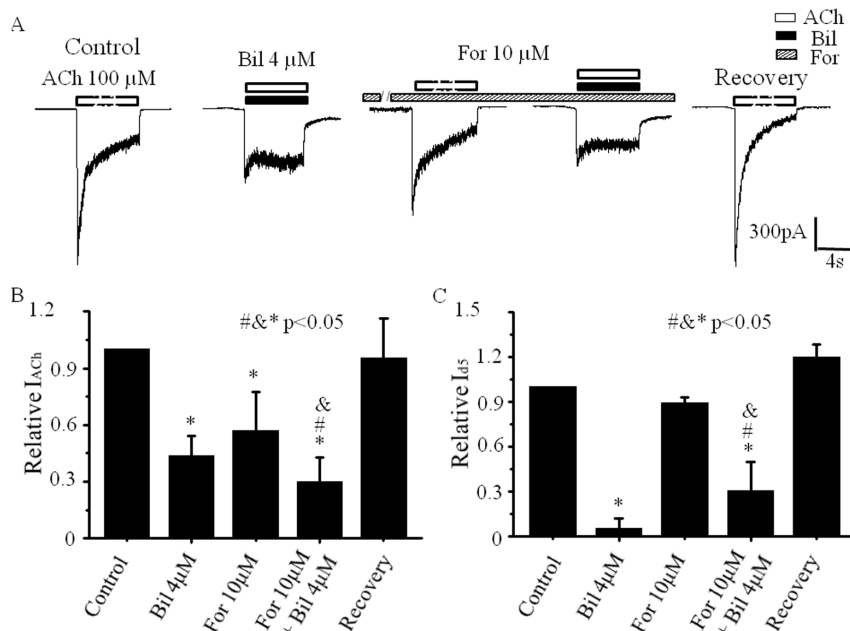 A
Control
ACh 100 μM
Bil 4 μM
For 10 μM
ACh
Bil
For
Recovery
300pA
4s
B
#&* p<0.05
Relative IACh
1.2
0.9
0.6
0.3
0
*
*
&
#
*
Control
Bil 4μM
For 10μM
For 10μM
Bil 4μM
Recovery
C
#&* p<0.05
Relative Id5
1.5
1.2
0.9
0.6
0.3
0
*
&
#
*
Control
Bil 4μM
For 10μM
For 10μM
Bil 4μM
Recovery